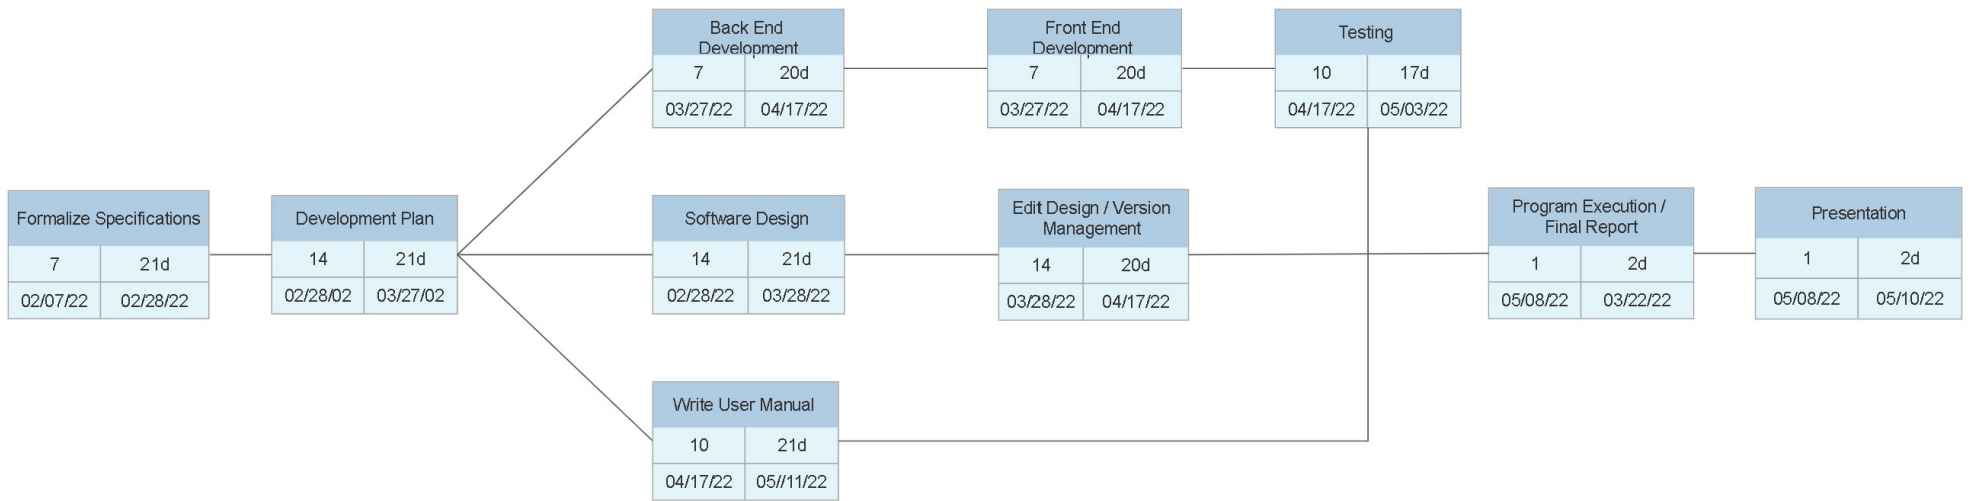 Back End
Development
7 20d
03/27/22 04/17/22
Front End
Development
7 20d
03/27/22 04/17/22
Testing
10 17d
04/17/22 05/03/22
Formalize Specifications
7 21d
02/07/22 02/28/22
Development Plan
14 21d
02/28/02 03/27/02
Software Design
14 21d
02/28/22 03/28/22
Edit Design / Version
Management
14 20d
03/28/22 04/17/22
Program Execution /
Final Report
1 2d
05/08/22 03/22/22
Presentation
1 2d
05/08/22 05/10/22
Write User Manual
10 21d
04/17/22 05//11/22